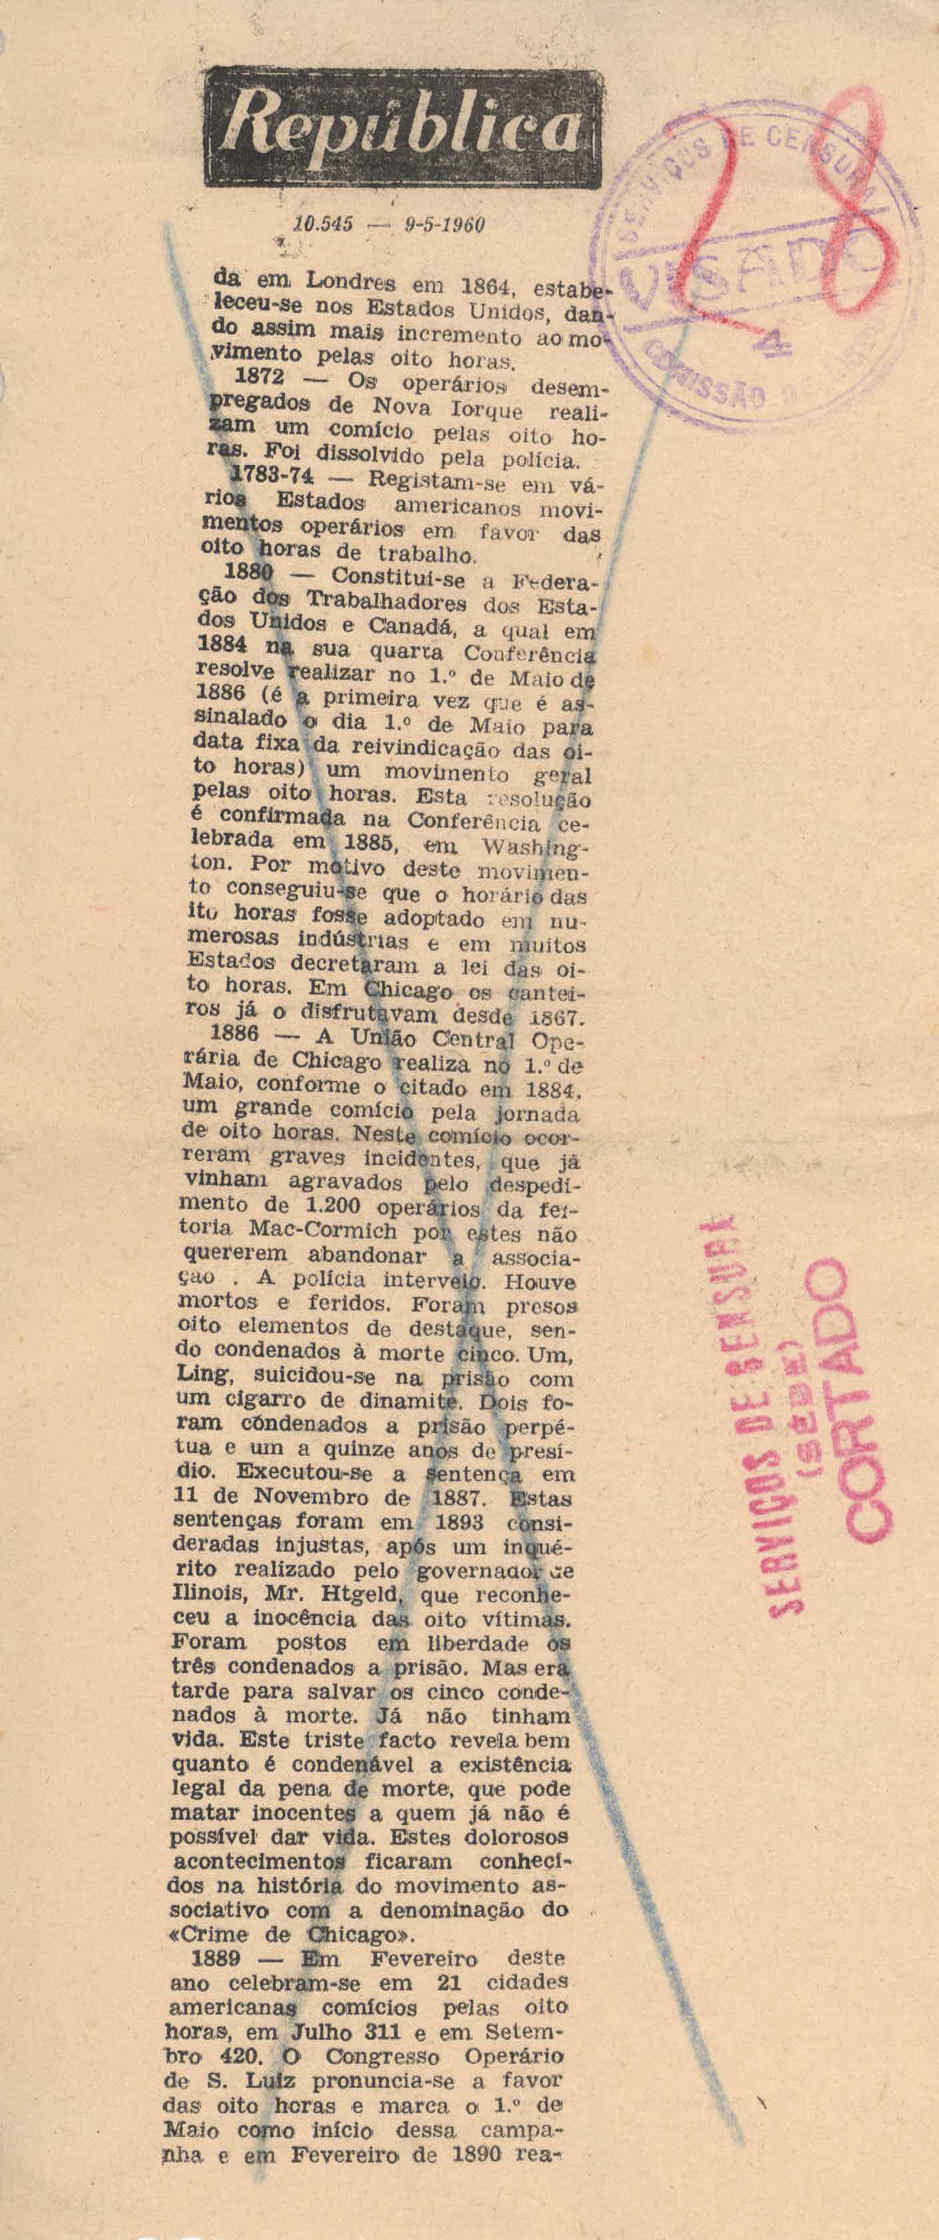 República
10.545 — 9-5-1960
SERVIÇOS DE CENSURA
VISADO
4
COMISSÃO
28
da em Londres em 1864, estabe-
leceu-se nos Estados Unidos, dan-
do assim mais incremento ao mo-
vimento pelas oito horas.
1872 — Os operários desem-
pregados de Nova Iorque reali-
zam um comício pelas oito ho-
ras. Foi dissolvido pela polícia.
1783-74 — Registam-se em vá-
rios Estados americanos movi-
mentos operários em favor das
oito horas de trabalho.
1880 — Constitui-se a Federa-
ção dos Trabalhadores dos Esta-
dos Unidos e Canadá, a qual em
1884 na sua quarta Conferência
resolve realizar no 1.º de Maio de
1886 (é a primeira vez que é as-
sinalado o dia 1.º de Maio para
data fixa da reivindicação das oi-
to horas) um movimento geral
pelas oito horas. Esta resolução
é confirmada na Conferência ce-
lebrada em 1885, em Washing-
ton. Por motivo deste movimen-
to conseguiu-se que o horário das
ito horas fosse adoptado em nu-
merosas indústrias e em muitos
Estados decretaram a lei das oi-
to horas. Em Chicago os cantei-
ros já o disfrutavam desde 1867.
1886 — A União Central Ope-
rária de Chicago realiza no 1.º de
Maio, conforme o citado em 1884,
um grande comício pela jornada
de oito horas. Neste comício ocor-
reram graves incidentes, que já
vinham agravados pelo despedi-
mento de 1.200 operários da fei-
toria Mac-Cormich por estes não
quererem abandonar a associa-
çao . A polícia interveio. Houve
mortos e feridos. Foram presos
oito elementos de destaque, sen-
do condenados à morte cinco. Um,
Ling, suicidou-se na prisão com
um cigarro de dinamite. Dois fo-
ram condenados a prisão perpé-
tua e um a quinze anos de presí-
dio. Executou-se a sentença em
11 de Novembro de 1887. Estas
sentenças foram em 1893 consi-
deradas injustas, após um inqué-
rito realizado pelo governador de
Ilinois, Mr. Htgeld, que reconhe-
ceu a inocência das oito vítimas.
Foram postos em liberdade os
três condenados a prisão. Mas era
tarde para salvar os cinco conde-
nados à morte. Já não tinham
vida. Este triste facto revela bem
quanto é condenável a existência
legal da pena de morte, que pode
matar inocentes a quem já não é
possível dar vida. Estes dolorosos
acontecimentos ficaram conheci-
dos na história do movimento as-
sociativo com a denominação do
«Crime de Chicago».
1889 — Em Fevereiro deste
ano celebram-se em 21 cidades
americanas comícios pelas oito
horas, em Julho 311 e em Setem-
bro 420. O Congresso Operário
de S. Luiz pronuncia-se a favor
das oito horas e marca o 1.º de
Maio como início dessa campa-
nha e em Fevereiro de 1890 rea-
SERVIÇOS DE CENSURA
(SEDE)
CORTADO